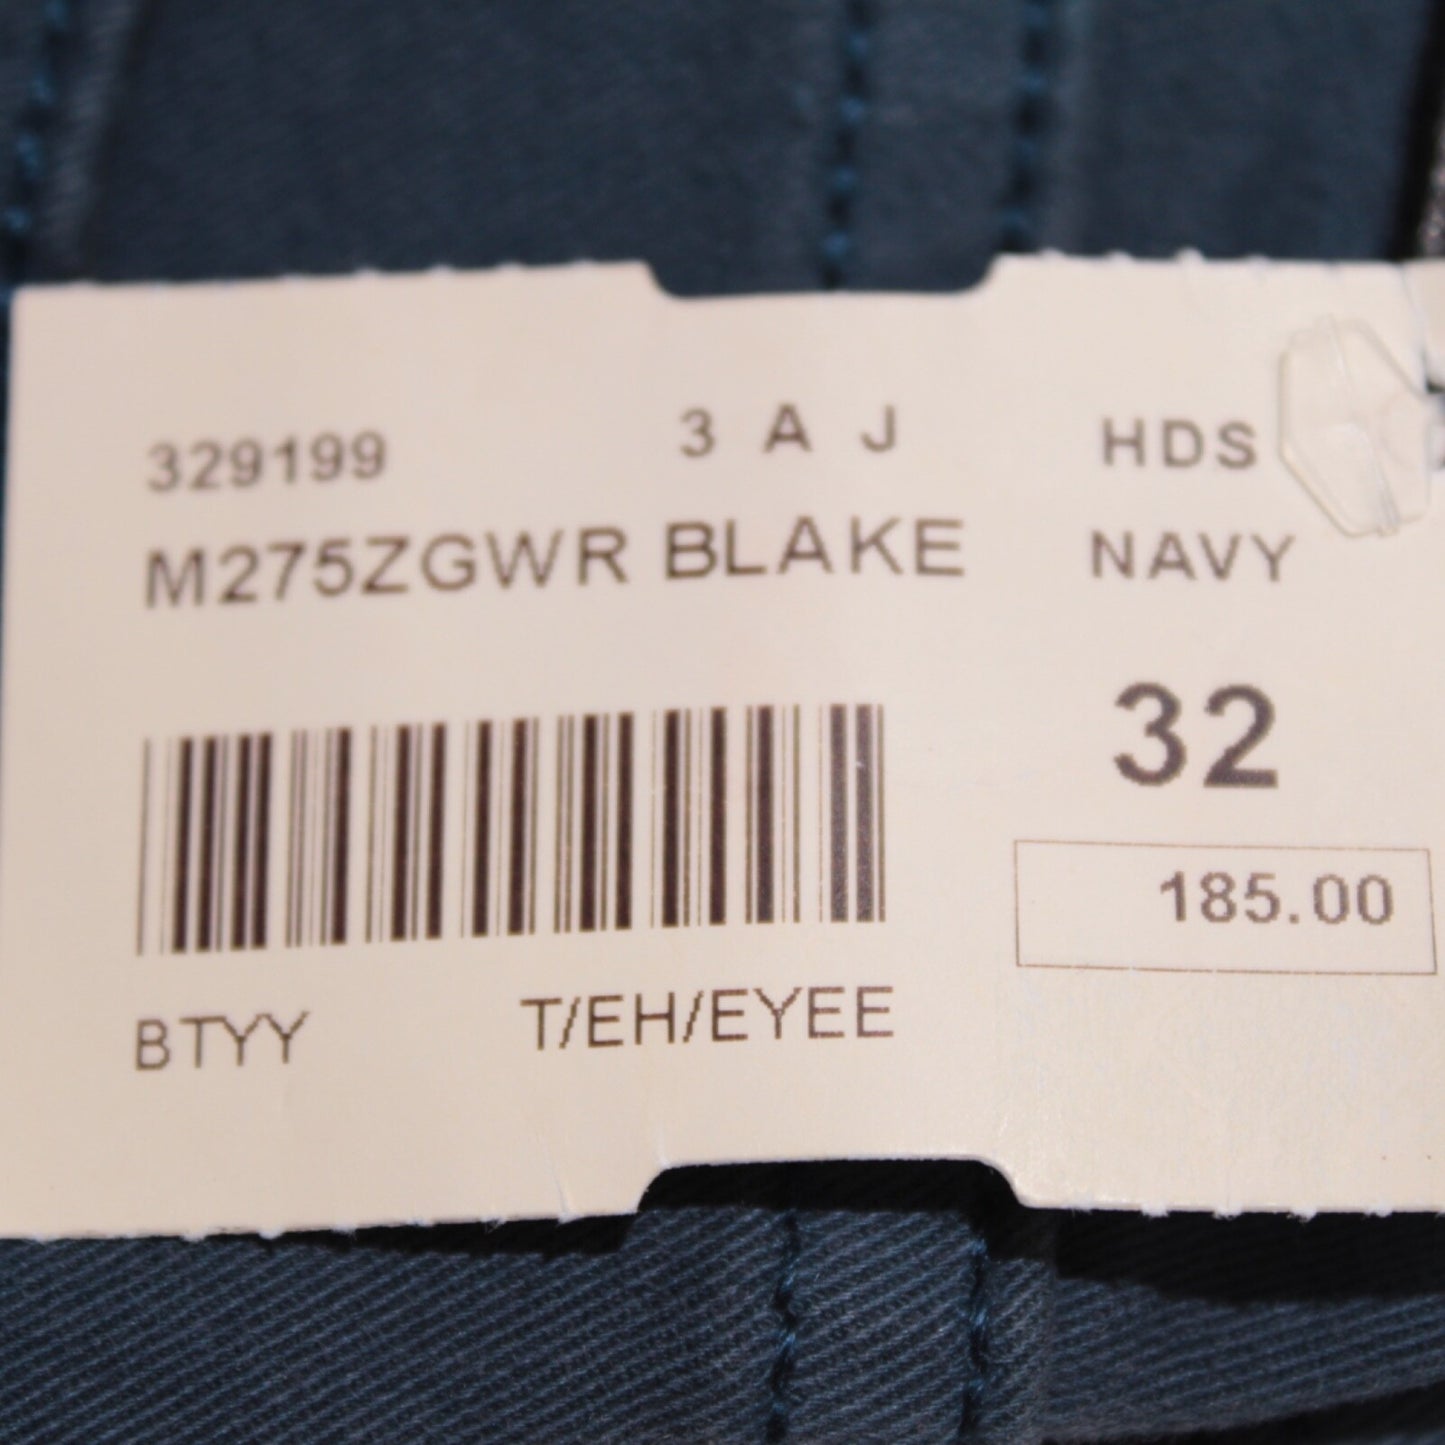 329199 3 A J HDS
M275ZGWR BLAKE NAVY
32
185.00
BTYY T/EH/EYEE